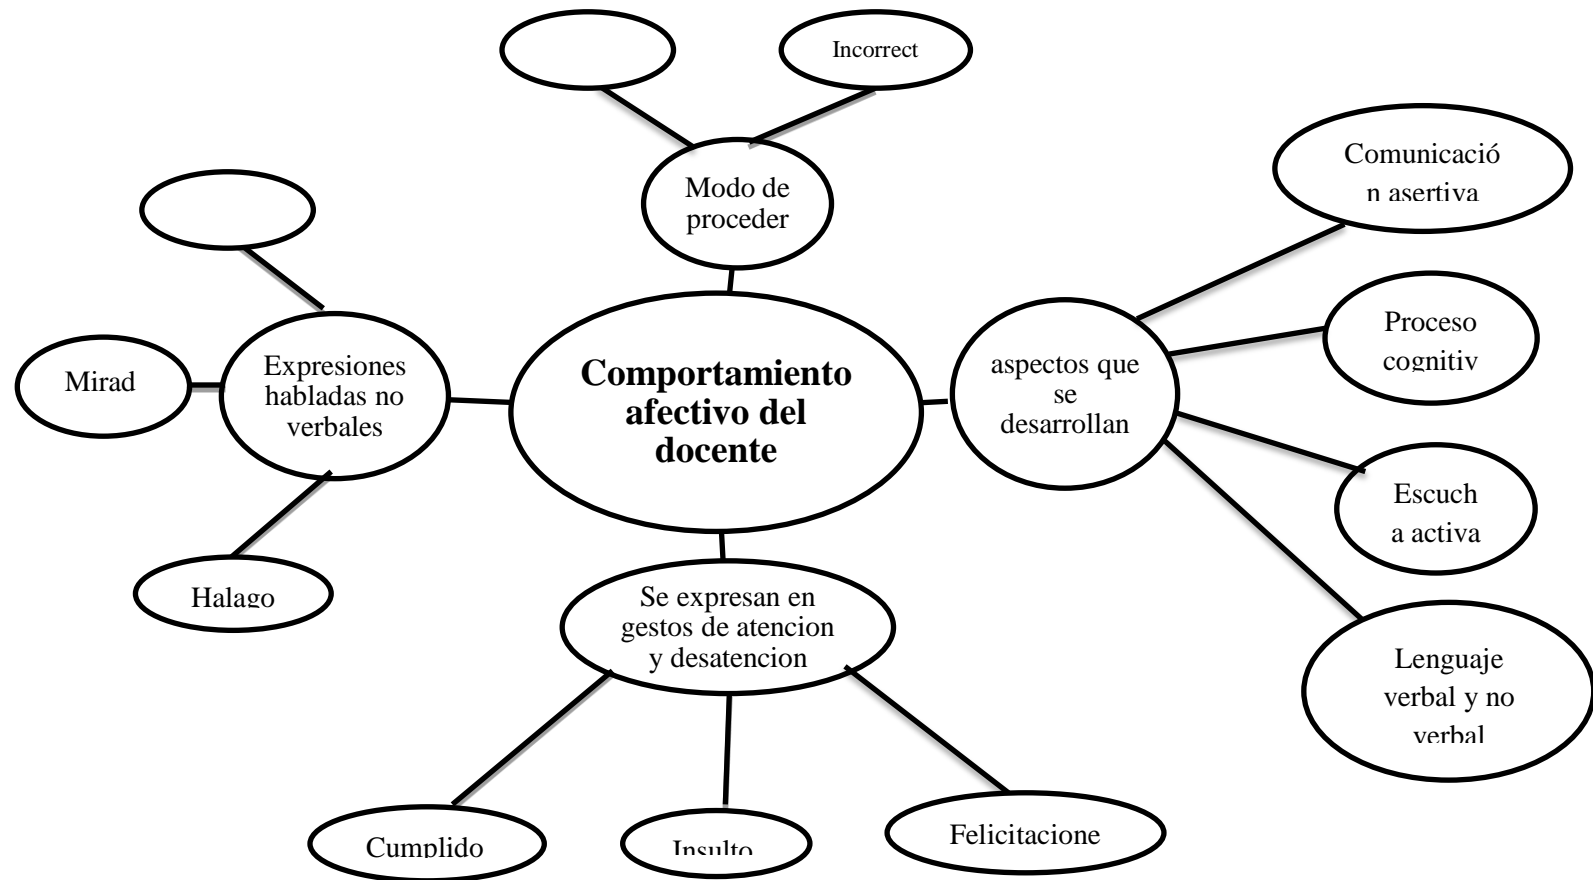 Incorrect
Modo de
proceder
Comunicació
n asertiva
Proceso
cognitiv
aspectos que
se
desarrollan
Escuch
a activa
Lenguaje
verbal y no
verbal
Comportamiento
afectivo del
docente
Expresiones
habladas no
verbales
Mirad
Halago
Se expresan en
gestos de atencion
y desatencion
Cumplido
Insulto
Felicitacione